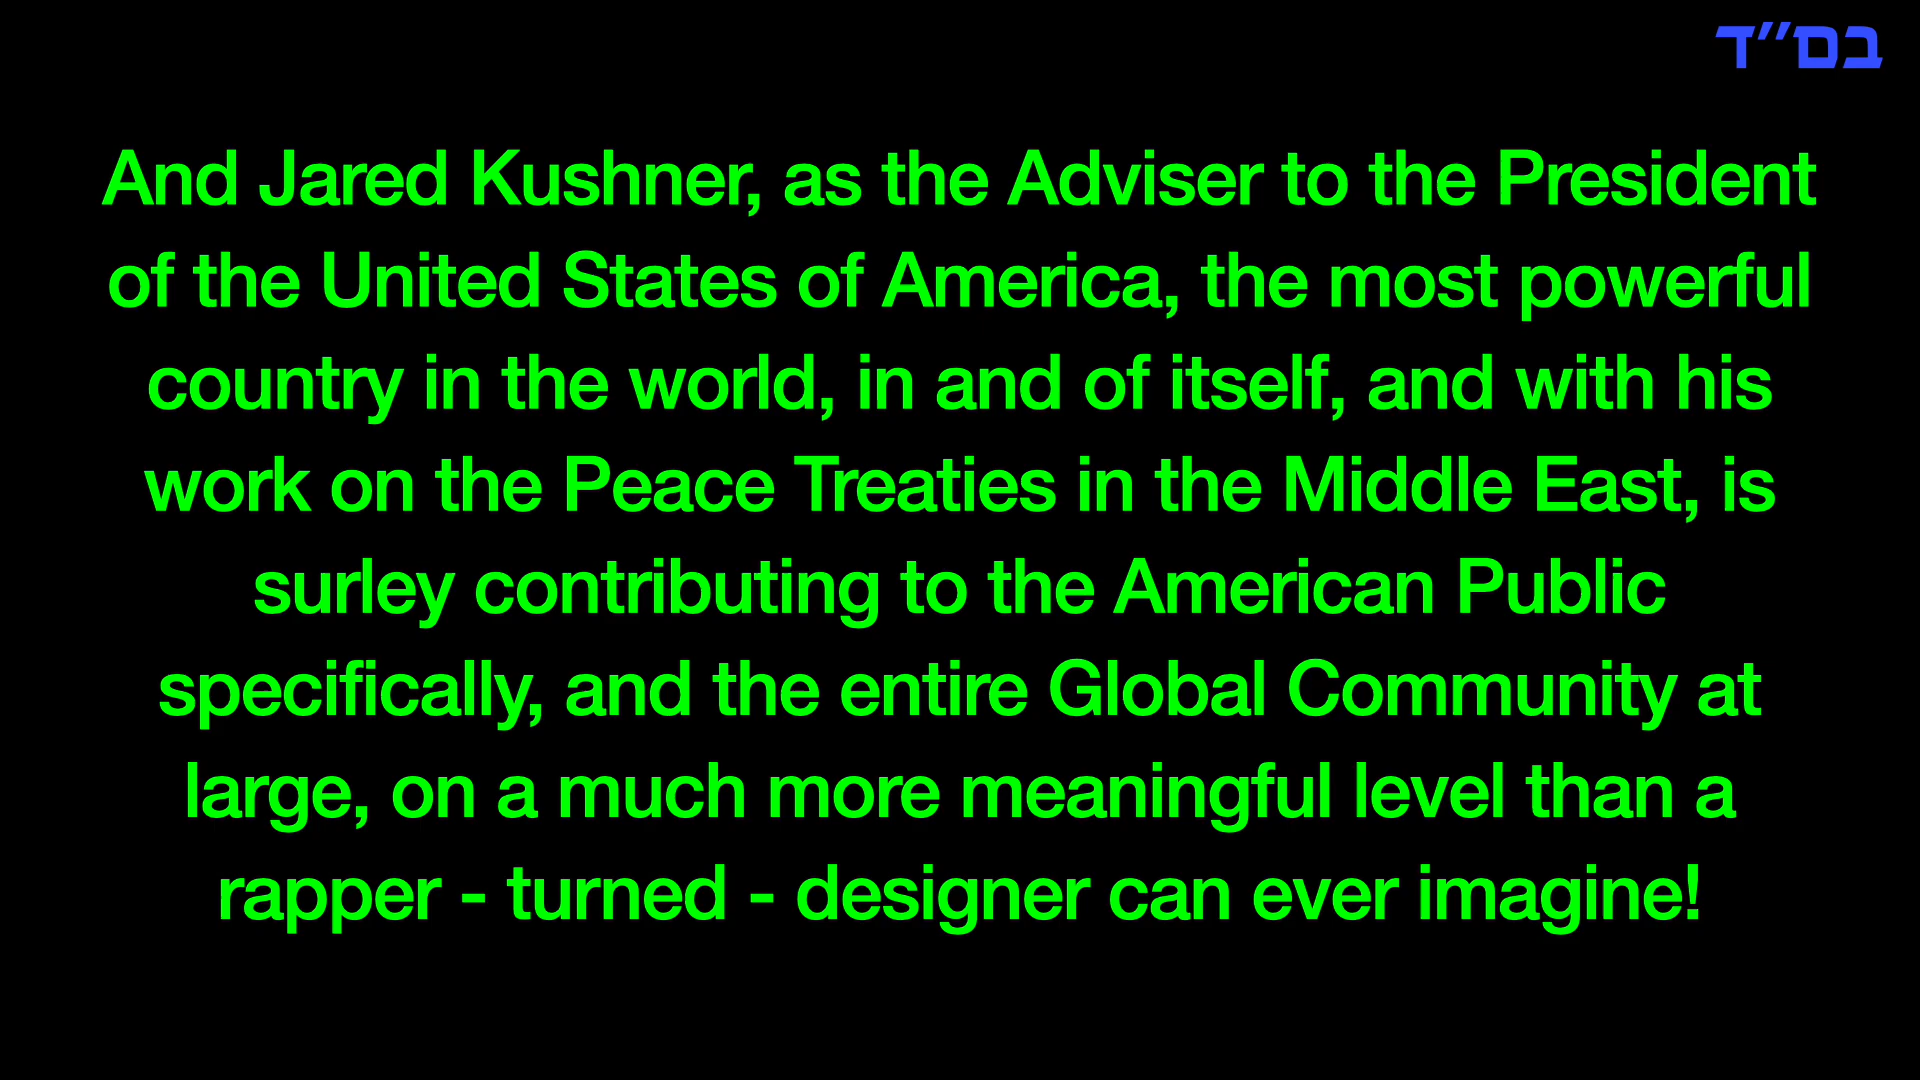 בס״ד
And Jared Kushner, as the Adviser to the President
of the United States of America, the most powerful
country in the world, in and of itself, and with his
work on the Peace Treaties in the Middle East, is
surley contributing to the American Public
specifically, and the entire Global Community at
large, on a much more meaningful level than a
rapper - turned - designer can ever imagine!